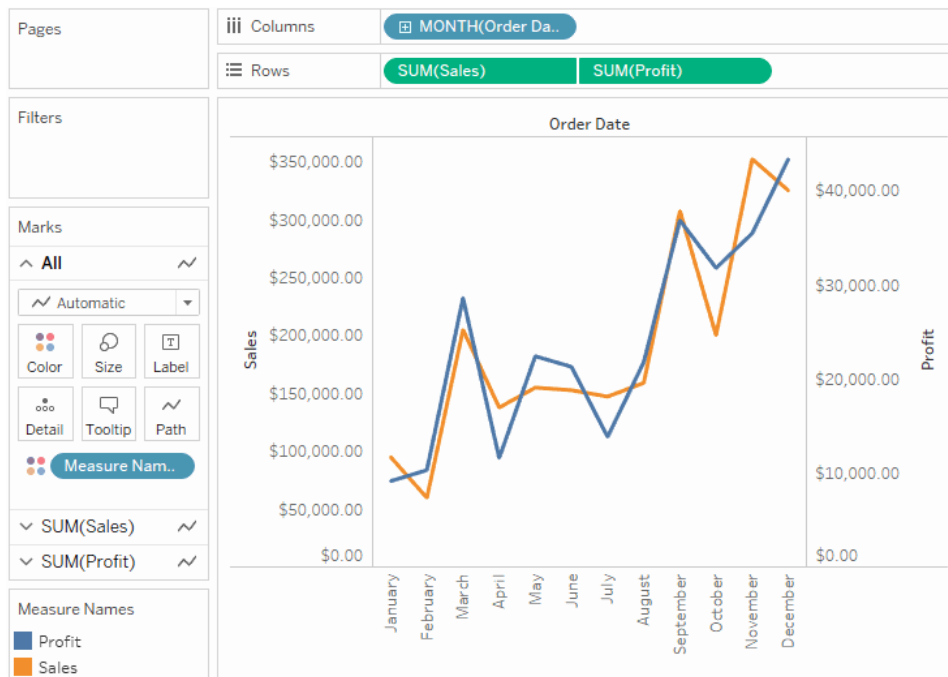 Pages
Columns
MONTH(Order Da..
Rows
SUM(Sales)
SUM(Profit)
Filters
Marks
All
Automatic
Color
Size
Label
Detail
Tooltip
Path
Measure Nam..
SUM(Sales)
SUM(Profit)
Measure Names
Profit
Sales
Order Date
Sales
$350,000.00
$300,000.00
$250,000.00
$200,000.00
$150,000.00
$100,000.00
$50,000.00
$0.00
$40,000.00
$30,000.00
$20,000.00
$10,000.00
$0.00
Profit
January
February
March
April
May
June
July
August
September
October
November
December